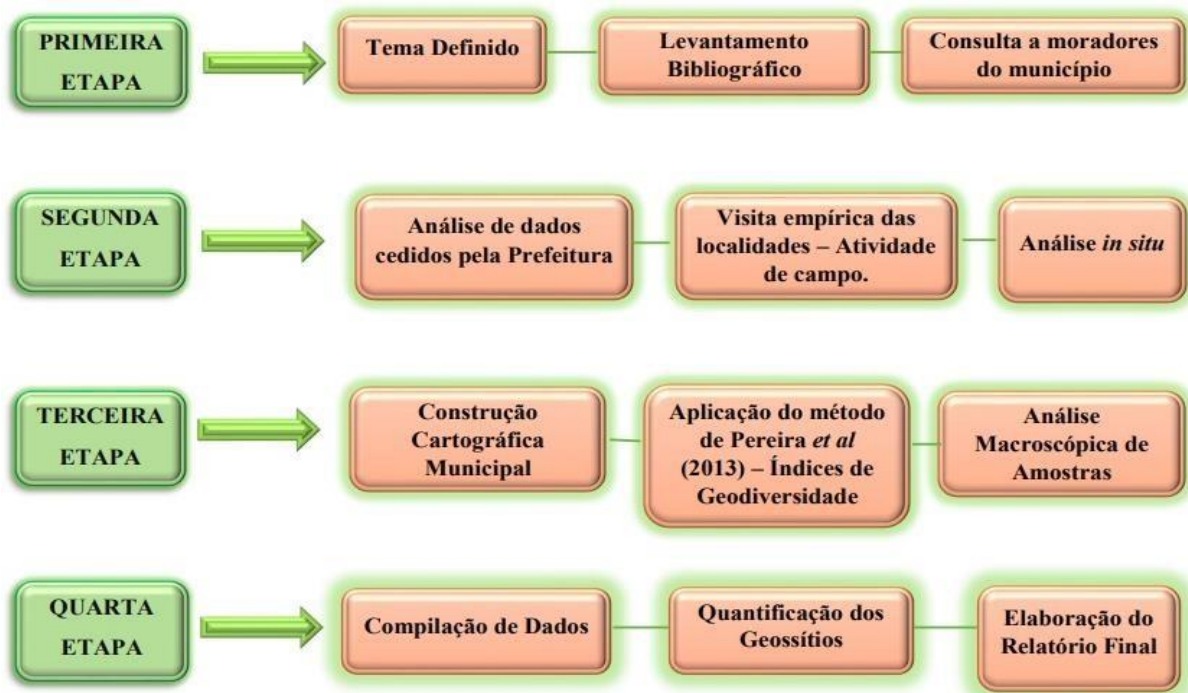 PRIMEIRA
ETAPA
Tema Definido
Levantamento
Bibliográfico
Consulta a moradores
do município
SEGUNDA
ETAPA
Análise de dados
cedidos pela Prefeitura
Visita empírica das
localidades – Atividade
de campo.
Análise in situ
TERCEIRA
ETAPA
Construção
Cartográfica
Municipal
Aplicação do método
de Pereira et al
(2013) – Índices de
Geodiversidade
Análise
Macroscópica de
Amostras
QUARTA
ETAPA
Compilação de Dados
Quantificação dos
Geossítios
Elaboração do
Relatório Final